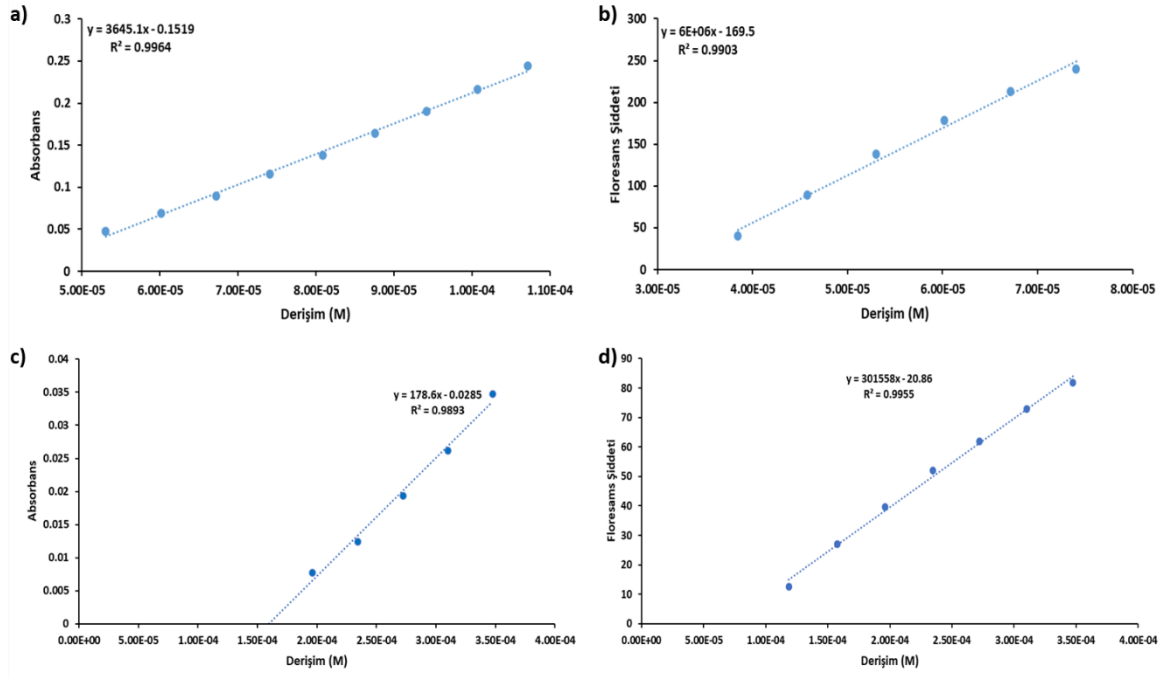 a)
y = 3645.1x - 0.1519
R² = 0.9964
0.3
0.25
0.2
0.15
0.1
0.05
0
Absorbans
5.00E-05 6.00E-05 7.00E-05 8.00E-05 9.00E-05 1.00E-04 1.10E-04
Derişim (M)
b)
y = 6E+06x - 169.5
R² = 0.9903
300
250
200
150
100
50
0
Floresans Şiddeti
3.00E-05 4.00E-05 5.00E-05 6.00E-05 7.00E-05 8.00E-05
Derişim (M)
c)
y = 178.6x - 0.0285
R² = 0.9893
0.04
0.035
0.03
0.025
0.02
0.015
0.01
0.005
0
Absorbans
0.00E+00 5.00E-05 1.00E-04 1.50E-04 2.00E-04 2.50E-04 3.00E-04 3.50E-04 4.00E-04
Derişim (M)
d)
y = 301558x - 20.86
R² = 0.9955
90
80
70
60
50
40
30
20
10
0
Floresams Şiddeti
0.00E+00 5.00E-05 1.00E-04 1.50E-04 2.00E-04 2.50E-04 3.00E-04 3.50E-04 4.00E-04
Derişim (M)